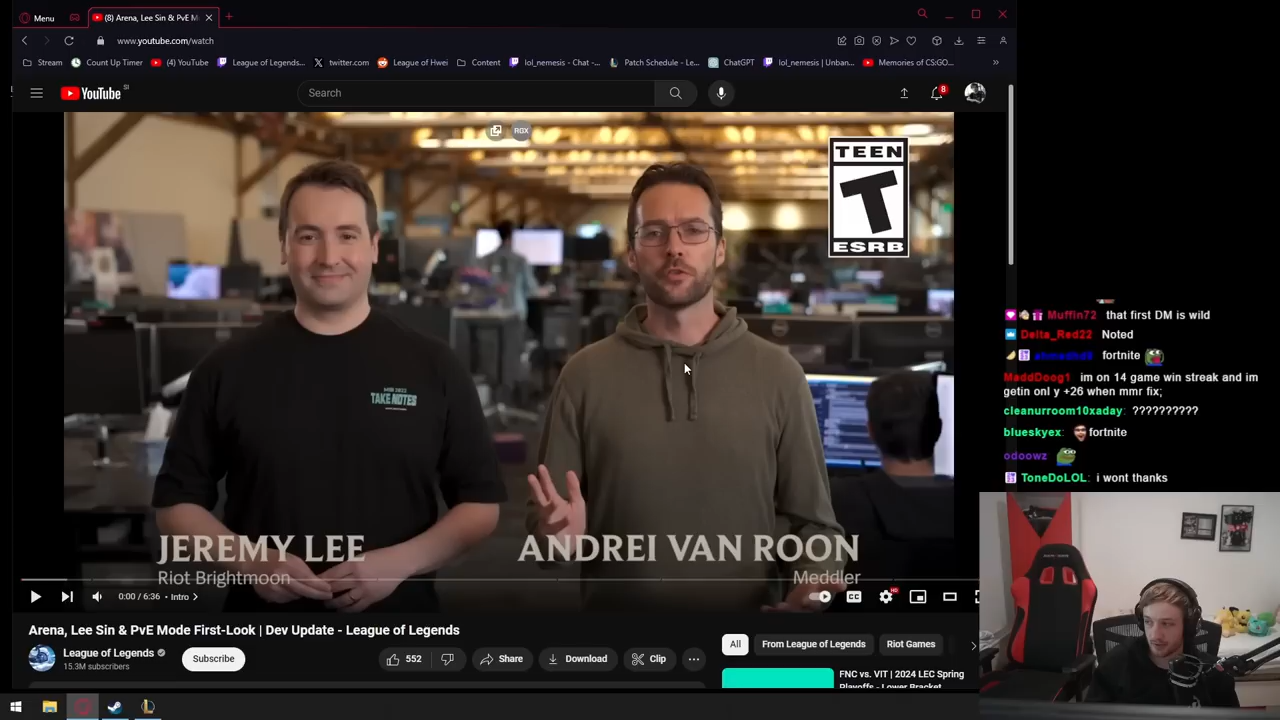 Menu
(8) Arena, Lee Sin & PvE M
www.youtube.com/watch
Stream
Count Up Timer
(4) YouTube
League of Legends...
twitter.com
League of Hwei
Content
lol_nemesis - Chat -...
Patch Schedule - Le...
ChatGPT
lol_nemesis | Unban...
Memories of CS:GO...
YouTube SI
Search
8
RGX
TEEN
T
ESRB
TAKE NOTES
JEREMY LEE
Riot Brightmoon
ANDREI VAN ROON
Meddler
0:00 / 6:36 • Intro
CC
HD
Arena, Lee Sin & PvE Mode First-Look | Dev Update - League of Legends
League of Legends
15.3M subscribers
Subscribe
552
Share
Download
Clip
All
From League of Legends
Riot Games
FNC vs. VIT | 2024 LEC Spring
Playoffs - Lower Bracket
Muffin72 that first DM is wild
Delta_Red22 Noted
fortnite
MaddDoog1 im on 14 game win streak and im
getin only y +26 when mmr fix;
cleanurroom10xaday: ??????????
blueskyex: fortnite
odoowz
ToneDoLOL: i wont thanks